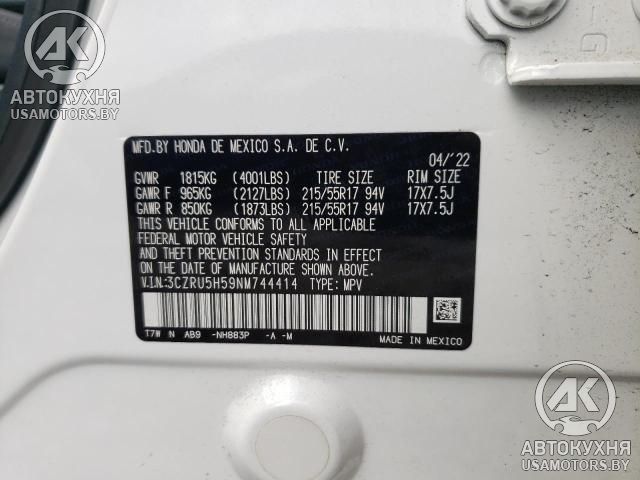 AK
АВТОКУХНЯ
USAMOTORS.BY
MFD.BY HONDA DE MEXICO S.A. DE C.V.
04/'22
GVWR 1815KG (4001LBS) TIRE SIZE RIM SIZE
GAWR F 965KG (2127LBS) 215/55R17 94V 17X7.5J
GAWR R 850KG (1873LBS) 215/55R17 94V 17X7.5J
THIS VEHICLE CONFORMS TO ALL APPLICABLE
FEDERAL MOTOR VEHICLE SAFETY
AND THEFT PREVENTION STANDARDS IN EFFECT
ON THE DATE OF MANUFACTURE SHOWN ABOVE.
V.I.N:3CZRU5H59NM744414 TYPE: MPV
T7W N AB9 -NH883P -A -M MADE IN MEXICO
AK
АВТОКУХНЯ
USAMOTORS.BY